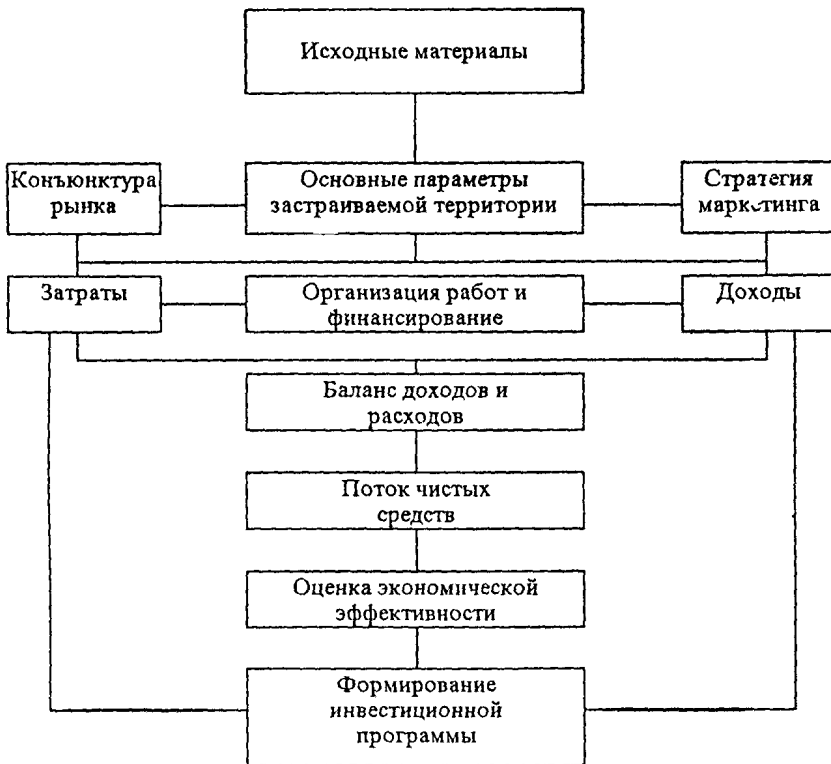 Исходные материалы
Конъюнктура
рынка
Основные параметры
застраиваемой территории
Стратегия
маркетинга
Затраты
Организация работ и
финансирование
Доходы
Баланс доходов и
расходов
Поток чистых
средств
Оценка экономической
эффективности
Формирование
инвестиционной
программы